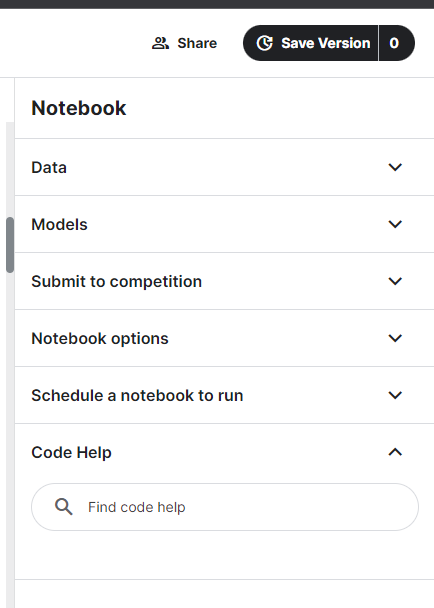 Share
Save Version
0
Notebook
Data
Models
Submit to competition
Notebook options
Schedule a notebook to run
Code Help
Find code help